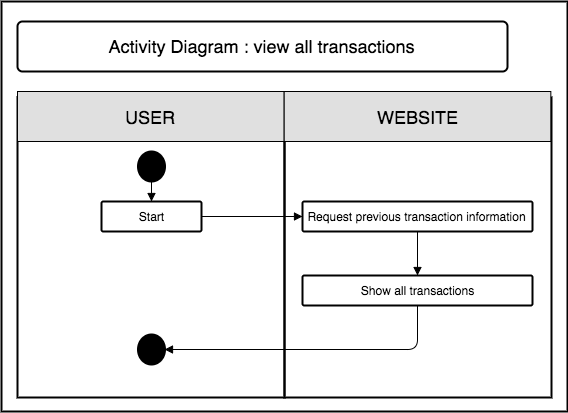 Activity Diagram : view all transactions
USER
WEBSITE
Start
Request previous transaction information
Show all transactions